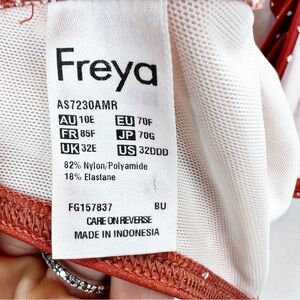 Freya
AS7230AMR
AU 10E EU 70F
FR 85F JP 70G
UK 32E US 32DDD
82% Nylon/Polyamide
18% Elastane
FG157837 BU
CARE ON REVERSE
MADE IN INDONESIA